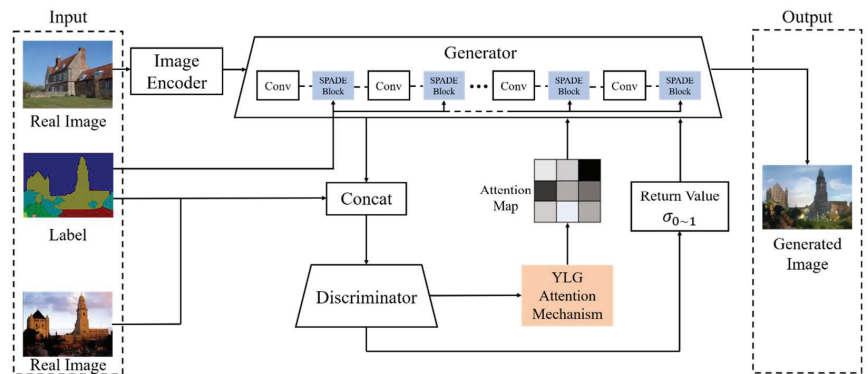 Input
Output
Real Image
Image
Encoder
Generator
Conv
SPADE
Block
Conv
SPADE
Block
Conv
SPADE
Block
Conv
SPADE
Block
Label
Concat
Attention
Map
Return Value
σ0~1
Generated
Image
Discriminator
YLG
Attention
Mechanism
Real Image